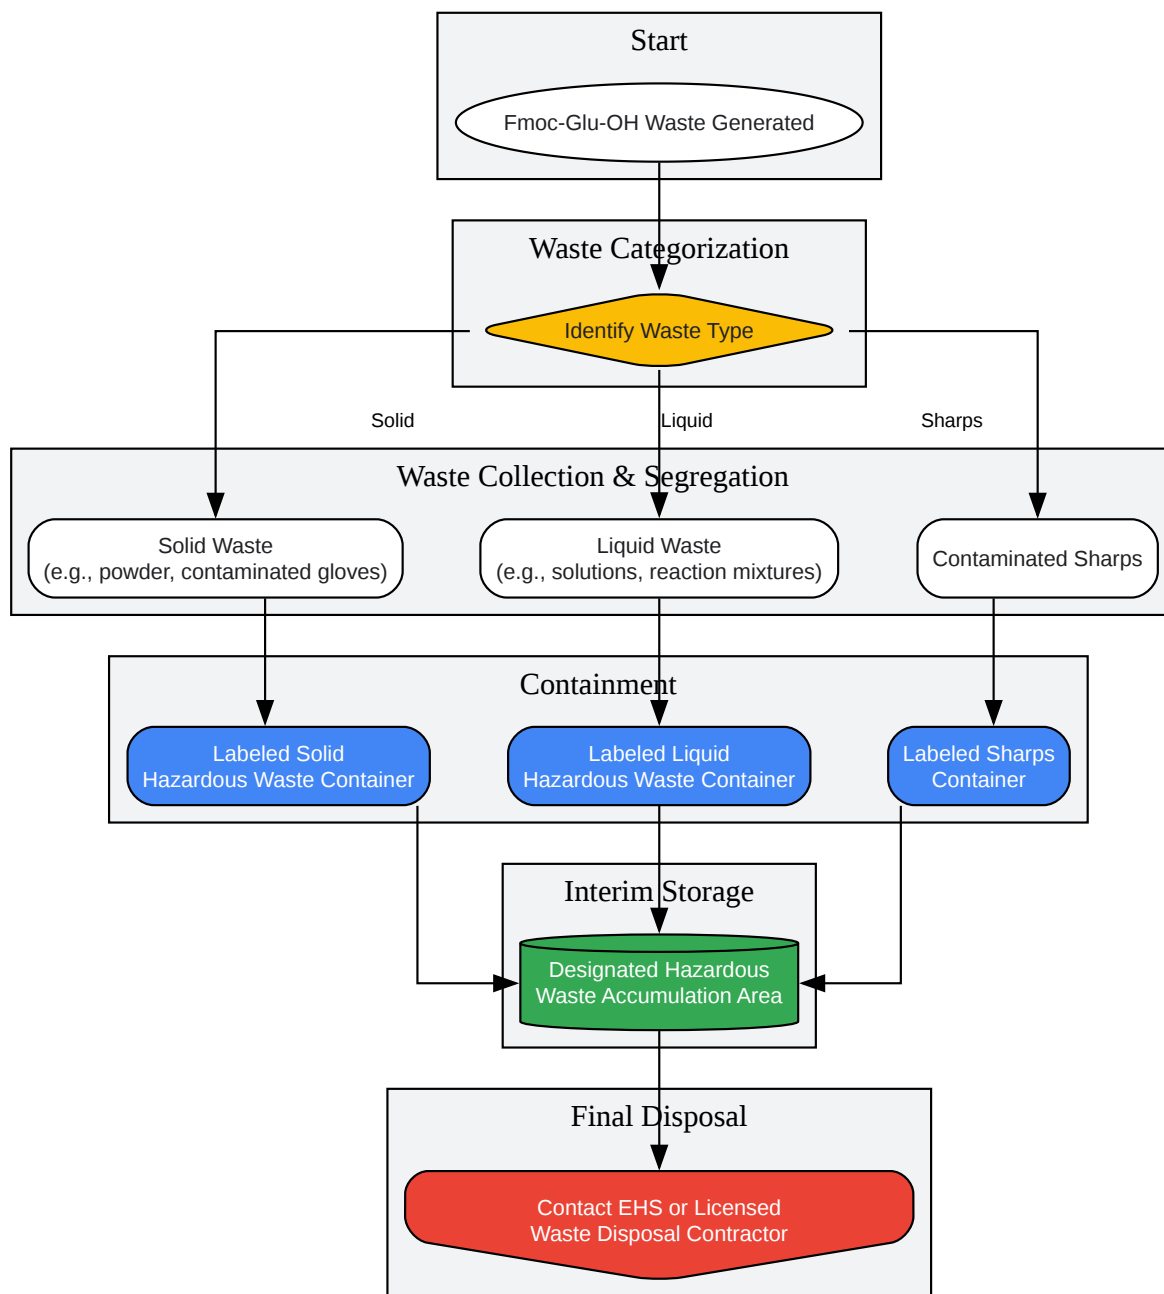 Start
Fmoc-Glu-OH Waste Generated
Waste Categorization
Identify Waste Type
Solid
Liquid
Sharps
Waste Collection & Segregation
Solid Waste
(e.g., powder, contaminated gloves)
Liquid Waste
(e.g., solutions, reaction mixtures)
Contaminated Sharps
Containment
Labeled Solid
Hazardous Waste Container
Labeled Liquid
Hazardous Waste Container
Labeled Sharps
Container
Interim Storage
Designated Hazardous
Waste Accumulation Area
Final Disposal
Contact EHS or Licensed
Waste Disposal Contractor